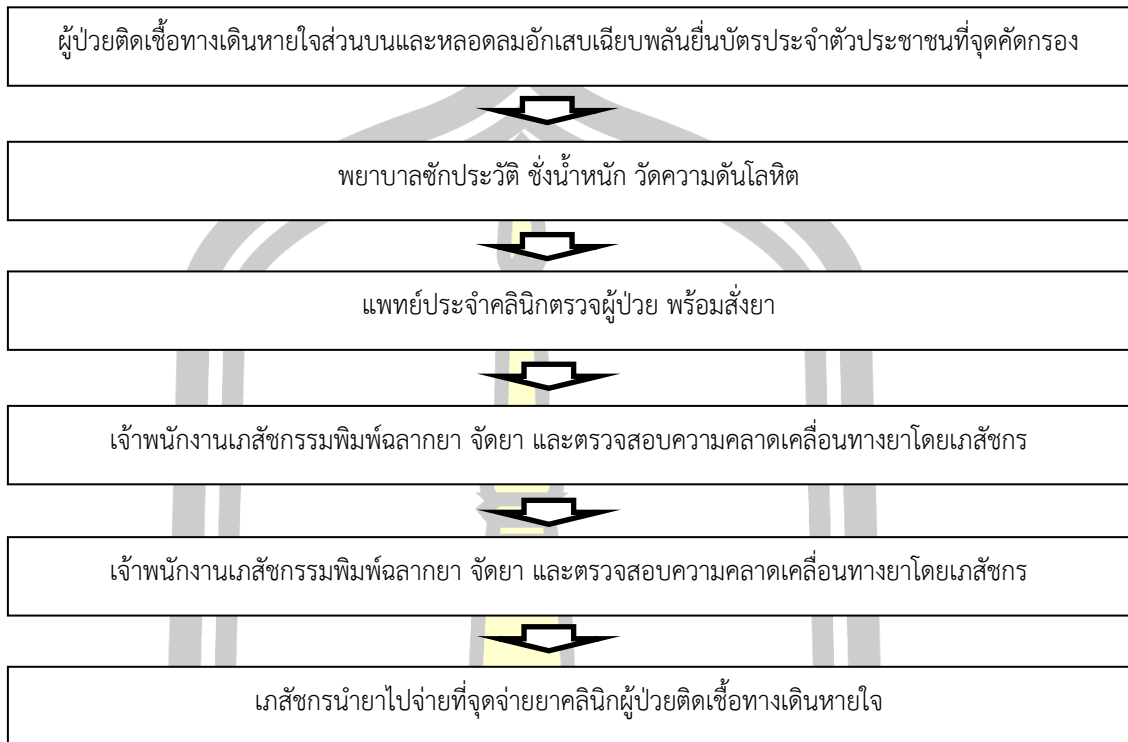 ผู้ป่วยติดเชื้อทางเดินหายใจส่วนบนและหลอดลมอักเสบเฉียบพลันยื่นบัตรประจำตัวประชาชนที่จุดคัดกรอง
พยาบาลซักประวัติ ชั่งน้ำหนัก วัดความดันโลหิต
แพทย์ประจำคลินิกตรวจผู้ป่วย พร้อมสั่งยา
เจ้าพนักงานเภสัชกรรมพิมพ์ฉลากยา จัดยา และตรวจสอบความคลาดเคลื่อนทางยาโดยเภสัชกร
เจ้าพนักงานเภสัชกรรมพิมพ์ฉลากยา จัดยา และตรวจสอบความคลาดเคลื่อนทางยาโดยเภสัชกร
เภสัชกรนำยาไปจ่ายที่จุดจ่ายยาคลินิกผู้ป่วยติดเชื้อทางเดินหายใจ